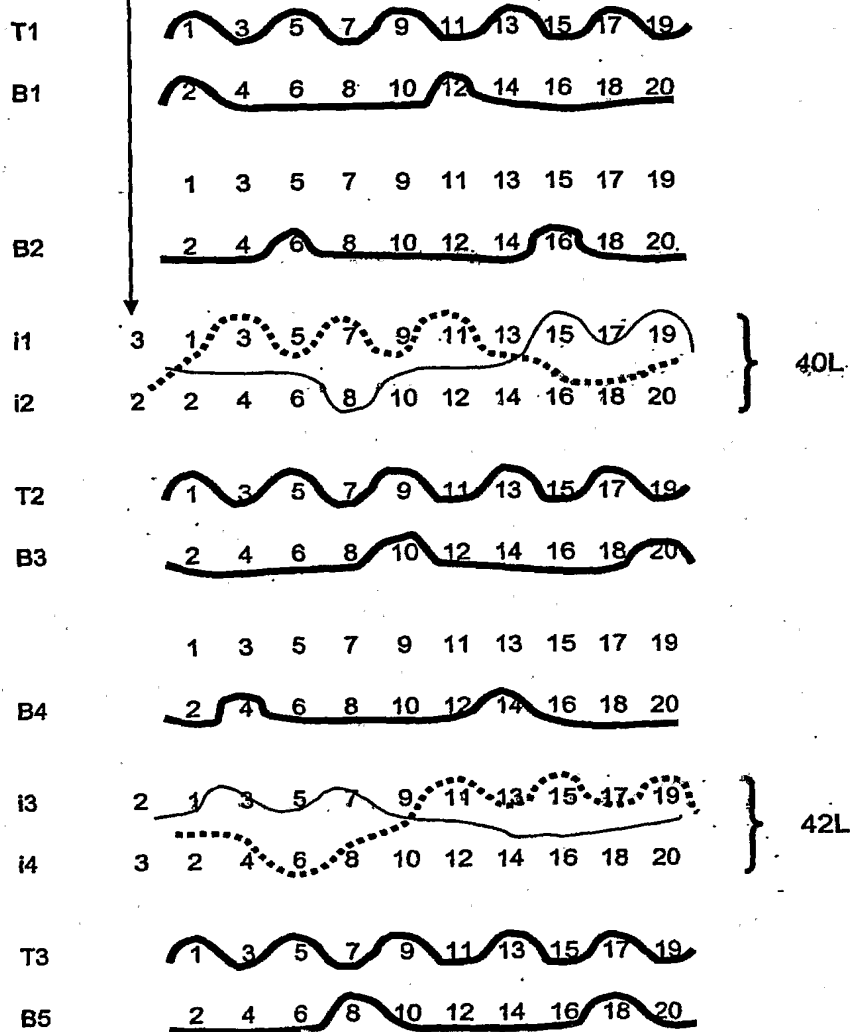 T1 1 3 5 7 9 11 13 15 17 19
B1 2 4 6 8 10 12 14 16 18 20
1 3 5 7 9 11 13 15 17 19
B2 2 4 6 8 10 12 14 16 18 20
i1 3 1 3 5 7 9 11 13 15 17 19
40L
i2 2 2 4 6 8 10 12 14 16 18 20
T2 1 3 5 7 9 11 13 15 17 19
B3 2 4 6 8 10 12 14 16 18 20
1 3 5 7 9 11 13 15 17 19
B4 2 4 6 8 10 12 14 16 18 20
i3 2 1 3 5 7 9 11 13 15 17 19
42L
i4 3 2 4 6 8 10 12 14 16 18 20
T3 1 3 5 7 9 11 13 15 17 19
B5 2 4 6 8 10 12 14 16 18 20